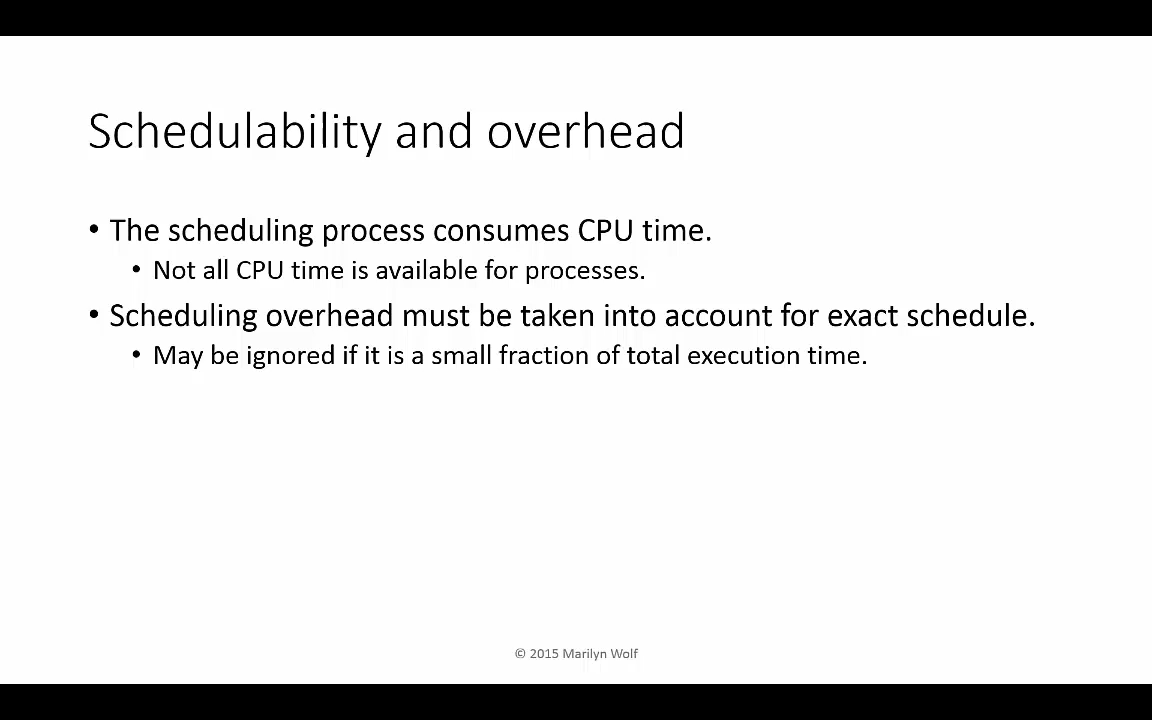 Schedulability and overhead
• The scheduling process consumes CPU time.
• Not all CPU time is available for processes.
• Scheduling overhead must be taken into account for exact schedule.
• May be ignored if it is a small fraction of total execution time.
© 2015 Marilyn Wolf